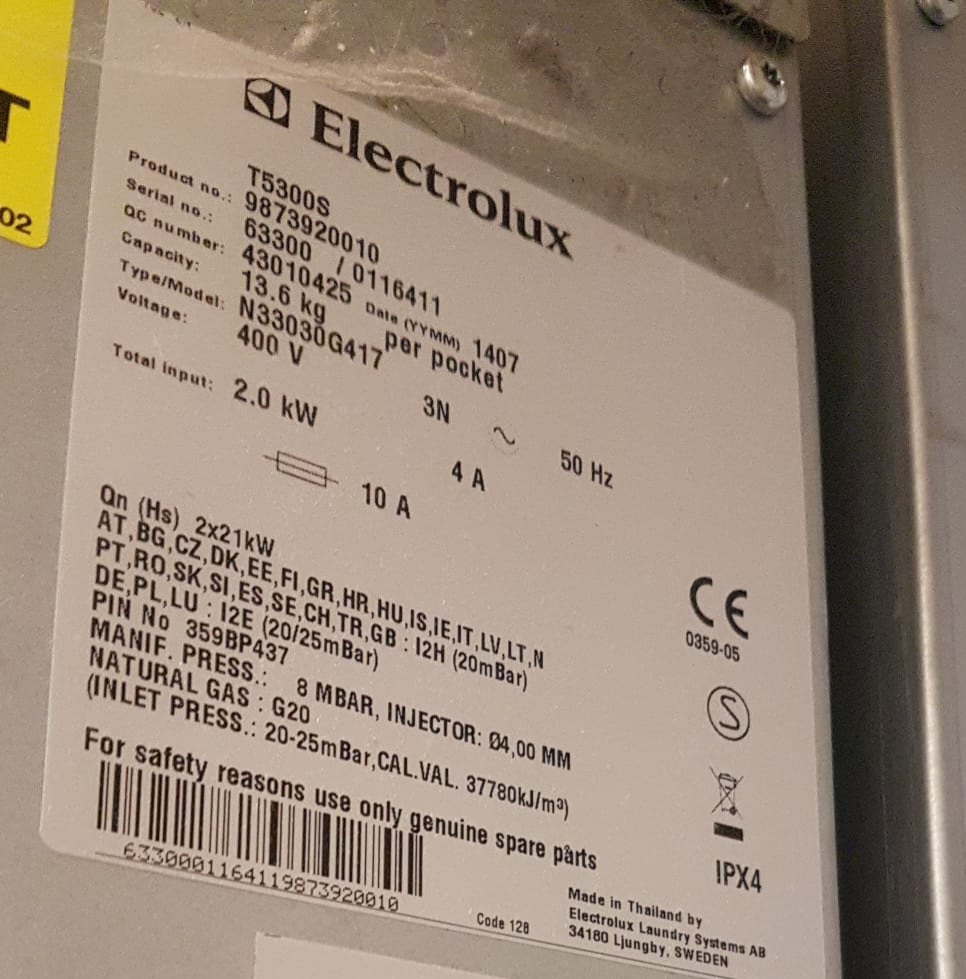 T
02
Electrolux
T5300S
Product no.: 9873920010
Serial no.: 63300 / 0116411
QC number: 43010425 Date (YYMM) 1407
Capacity: 13.6 kg per pocket
Type/Model: N33030G417
Voltage: 400 V 3N ~ 50 Hz
Total input: 2.0 kW 4 A
10 A
Qn (Hs) 2x21kW
AT,BG,CZ,DK,EE,FI,GR,HR,HU,IS,IE,IT,LV,LT,N
PT,RO,SK,SI,ES,SE,CH,TR,GB : I2H (20mBar)
DE,PL,LU : I2E (20/25mBar)
PIN No 359BP437
MANIF. PRESS.: 8 MBAR, INJECTOR: Ø4,00 MM
NATURAL GAS : G20
(INLET PRESS.: 20-25mBar,CAL.VAL. 37780kJ/m³)
For safety reasons use only genuine spare parts
6330001164119873920010
Code 128
CE
0359-05
S
IPX4
Made in Thailand by
Electrolux Laundry Systems AB
34180 Ljungby, SWEDEN